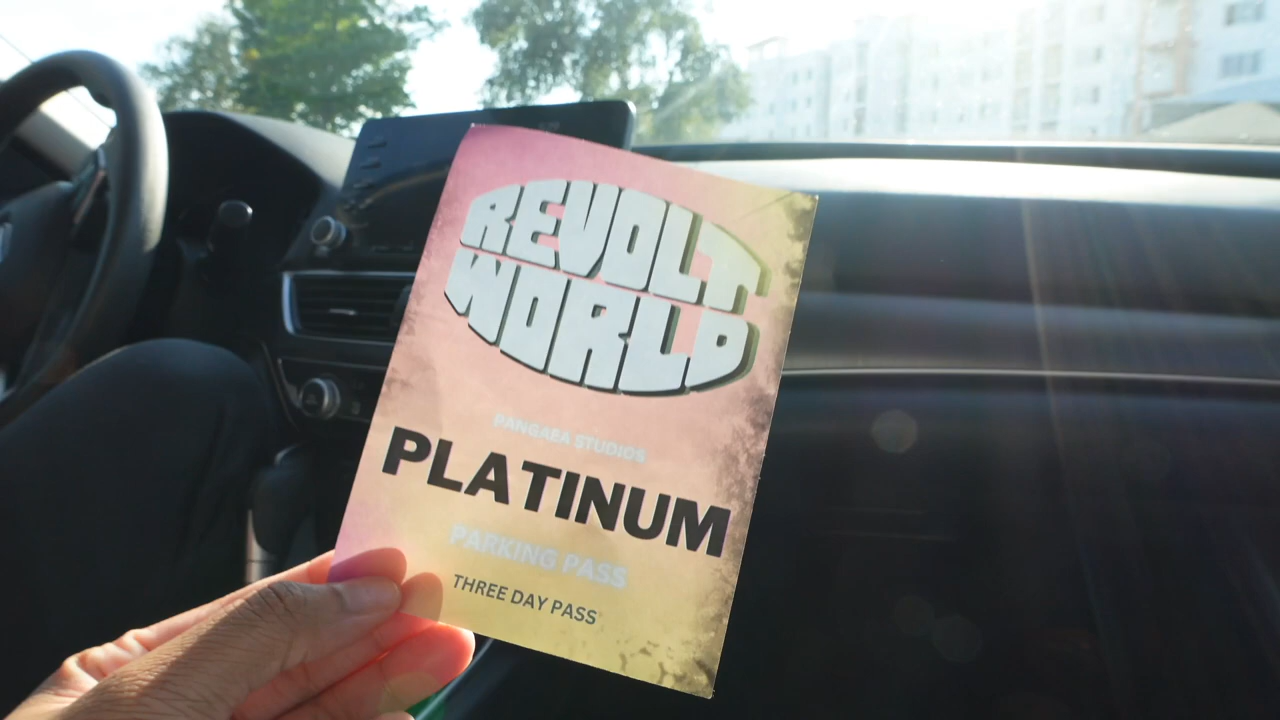 REVOLT
WORLD
PANGAEA STUDIOS
PLATINUM
PARKING PASS
THREE DAY PASS